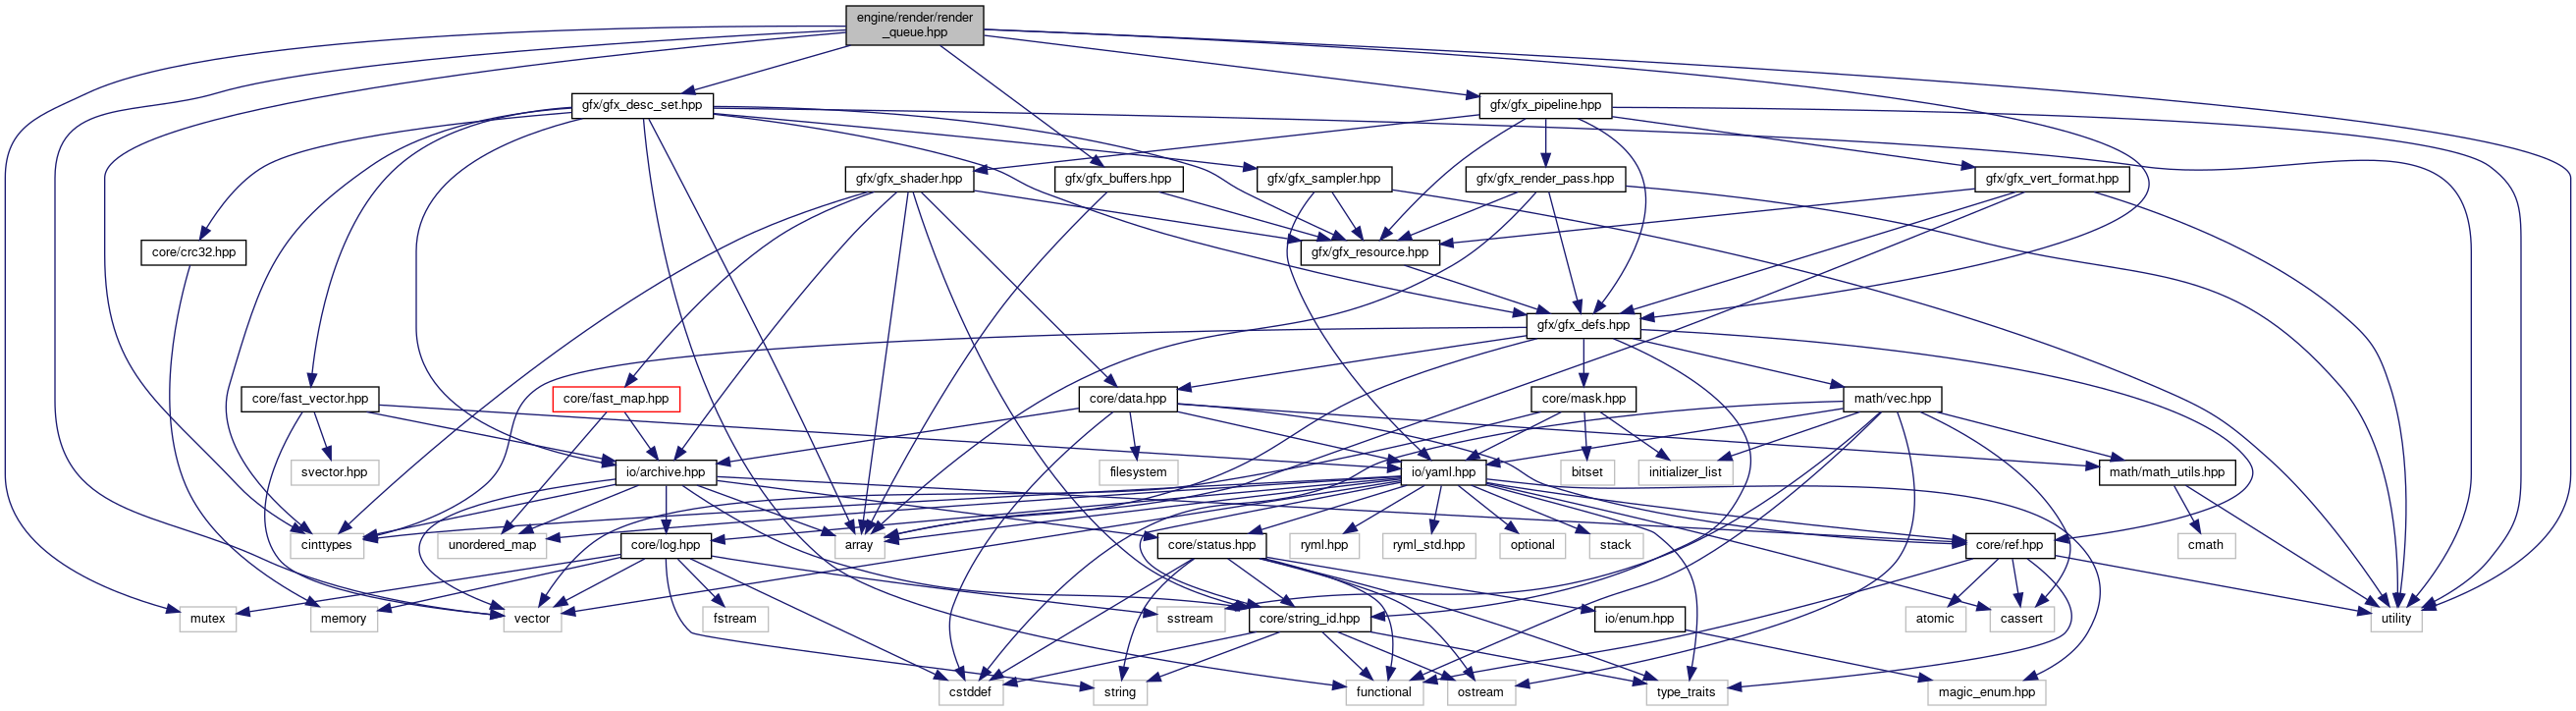 engine/render/render
_queue.hpp
gfx/gfx_desc_set.hpp
gfx/gfx_pipeline.hpp
gfx/gfx_shader.hpp
gfx/gfx_buffers.hpp
gfx/gfx_sampler.hpp
gfx/gfx_render_pass.hpp
gfx/gfx_vert_format.hpp
core/crc32.hpp
gfx/gfx_resource.hpp
gfx/gfx_defs.hpp
core/fast_vector.hpp
core/fast_map.hpp
core/data.hpp
core/mask.hpp
math/vec.hpp
svector.hpp
io/archive.hpp
filesystem
io/yaml.hpp
bitset
initializer_list
math/math_utils.hpp
cinttypes
unordered_map
core/log.hpp
array
core/status.hpp
ryml.hpp
ryml_std.hpp
optional
stack
core/ref.hpp
cmath
mutex
memory
vector
fstream
sstream
core/string_id.hpp
io/enum.hpp
atomic
cassert
utility
cstddef
string
functional
ostream
type_traits
magic_enum.hpp